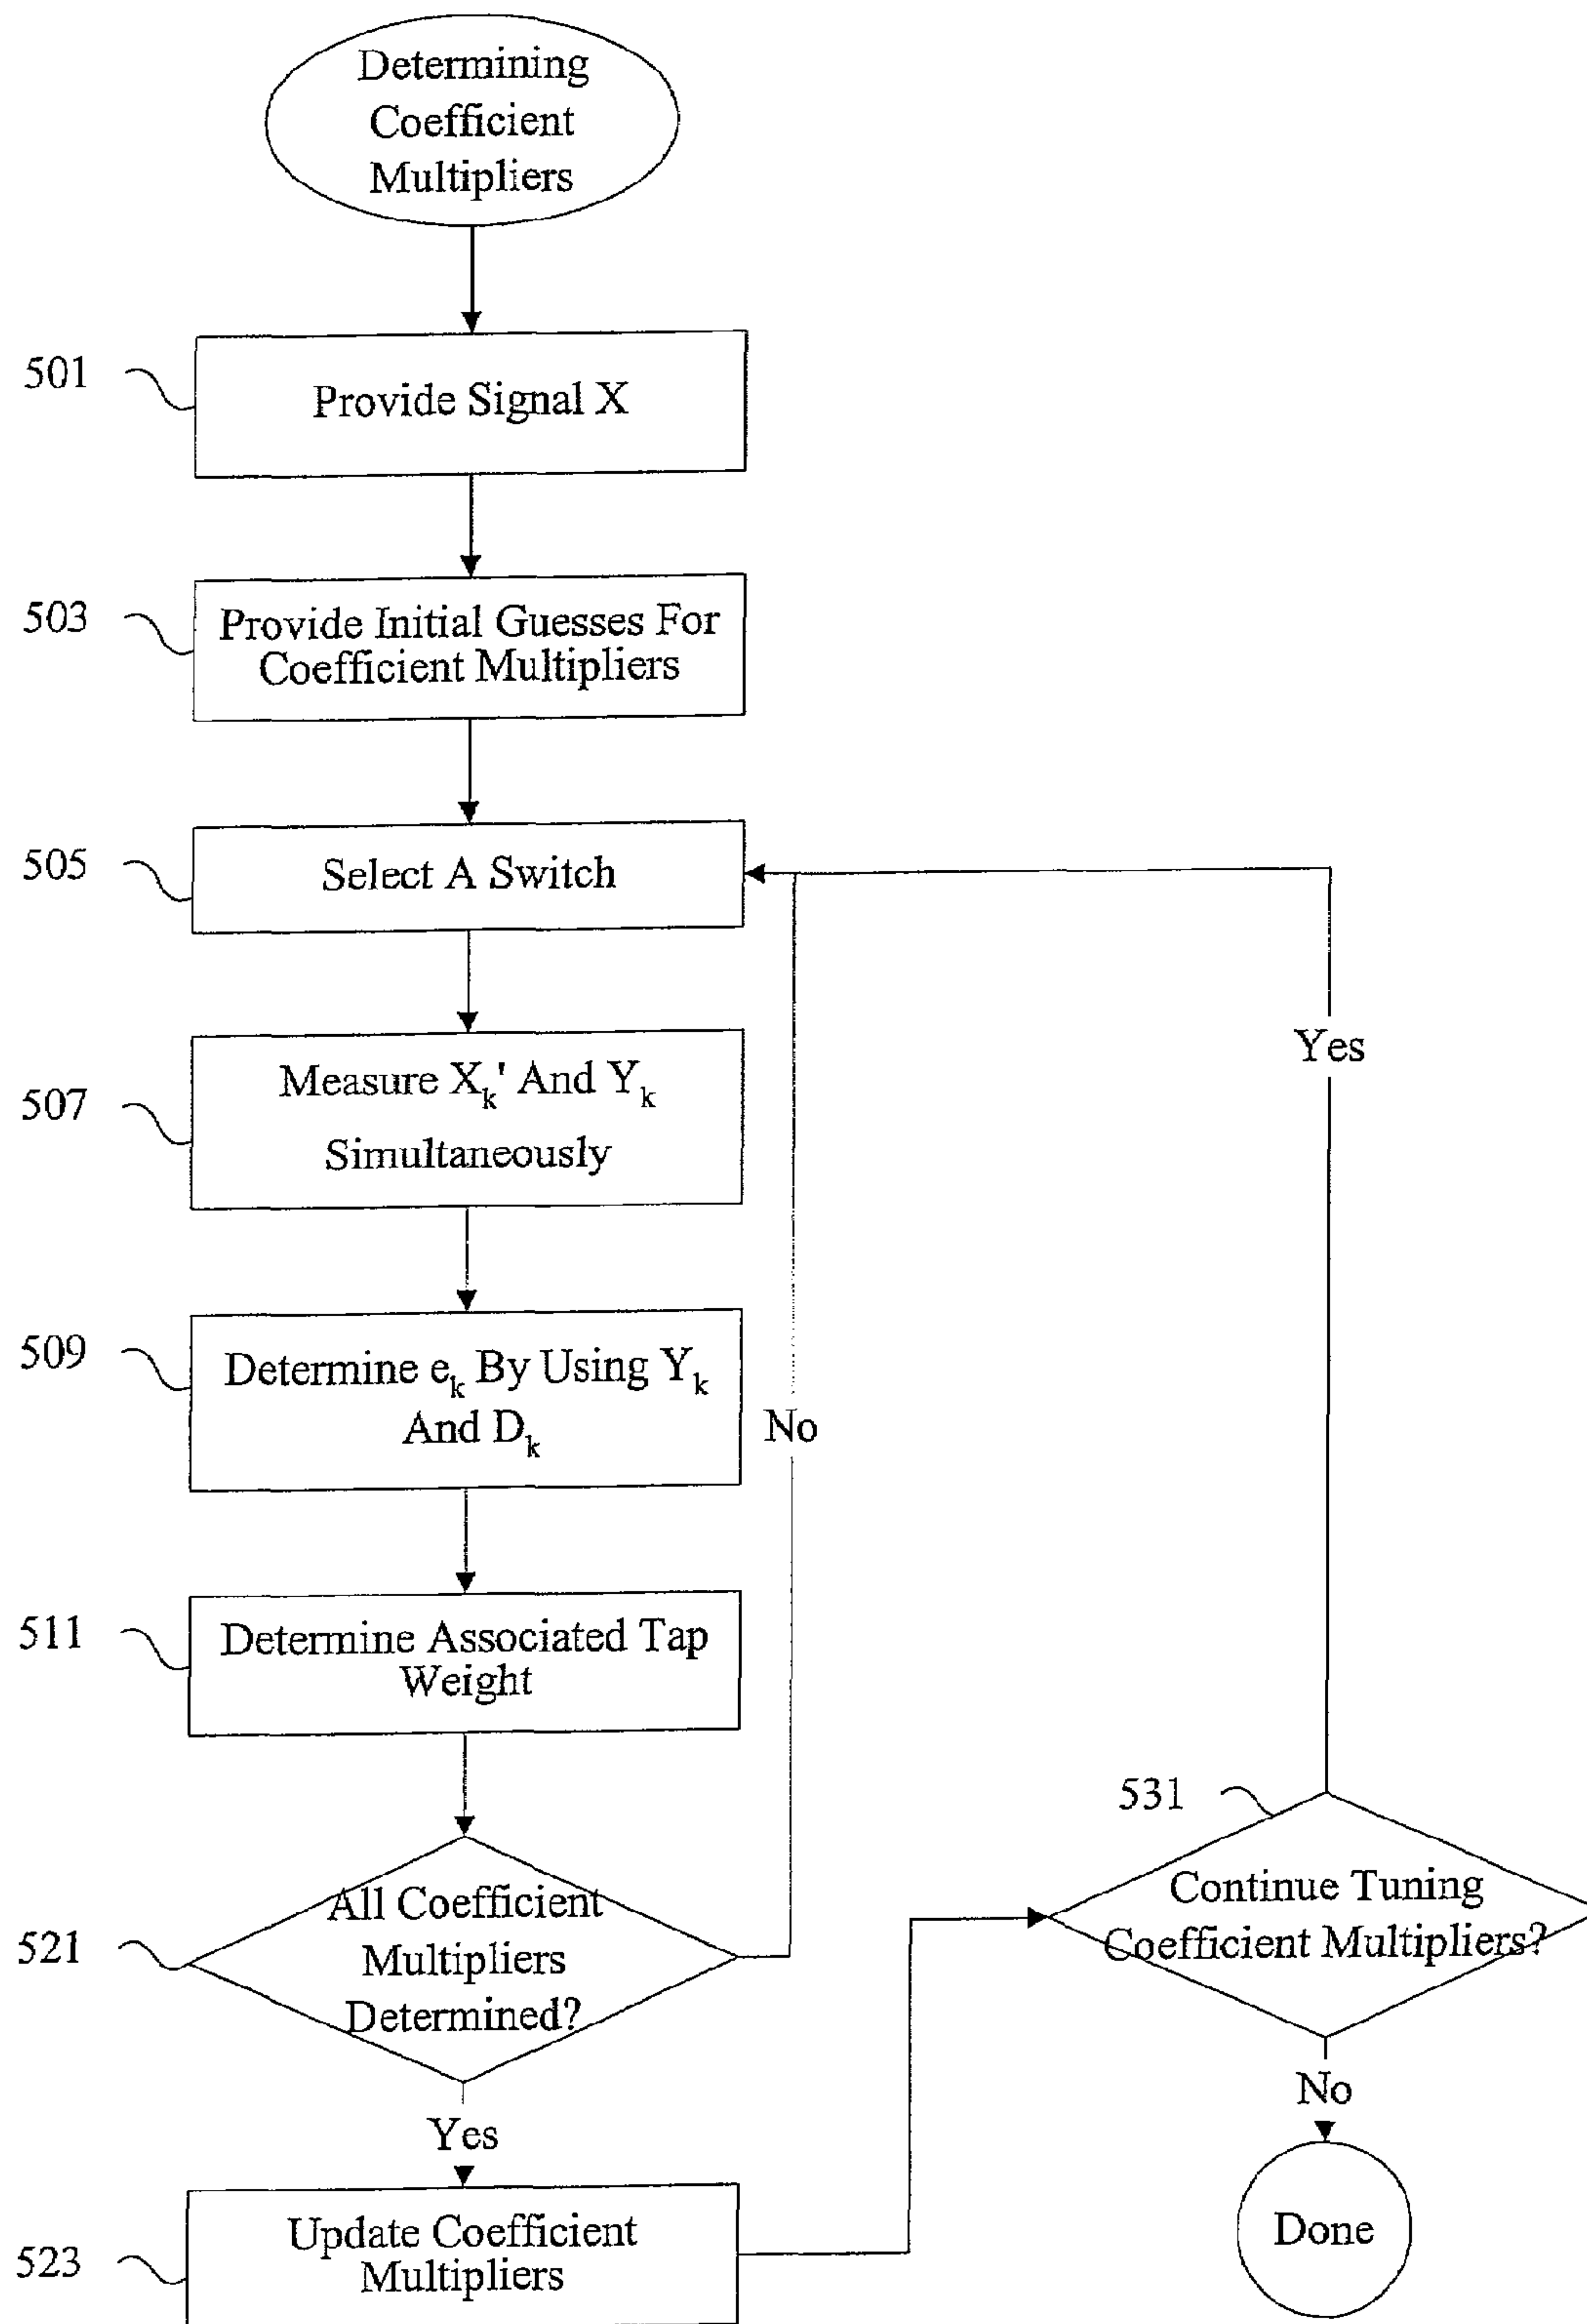 Determining
Coefficient
Multipliers
501
Provide Signal X
503
Provide Initial Guesses For
Coefficient Multipliers
505
Select A Switch
Yes
507
Measure Xk' And Yk
Simultaneously
509
Determine ek By Using Yk
And Dk
No
511
Determine Associated Tap
Weight
531
Continue Tuning
Coefficient Multipliers?
521
All Coefficient
Multipliers
Determined?
No
Yes
Done
523
Update Coefficient
Multipliers